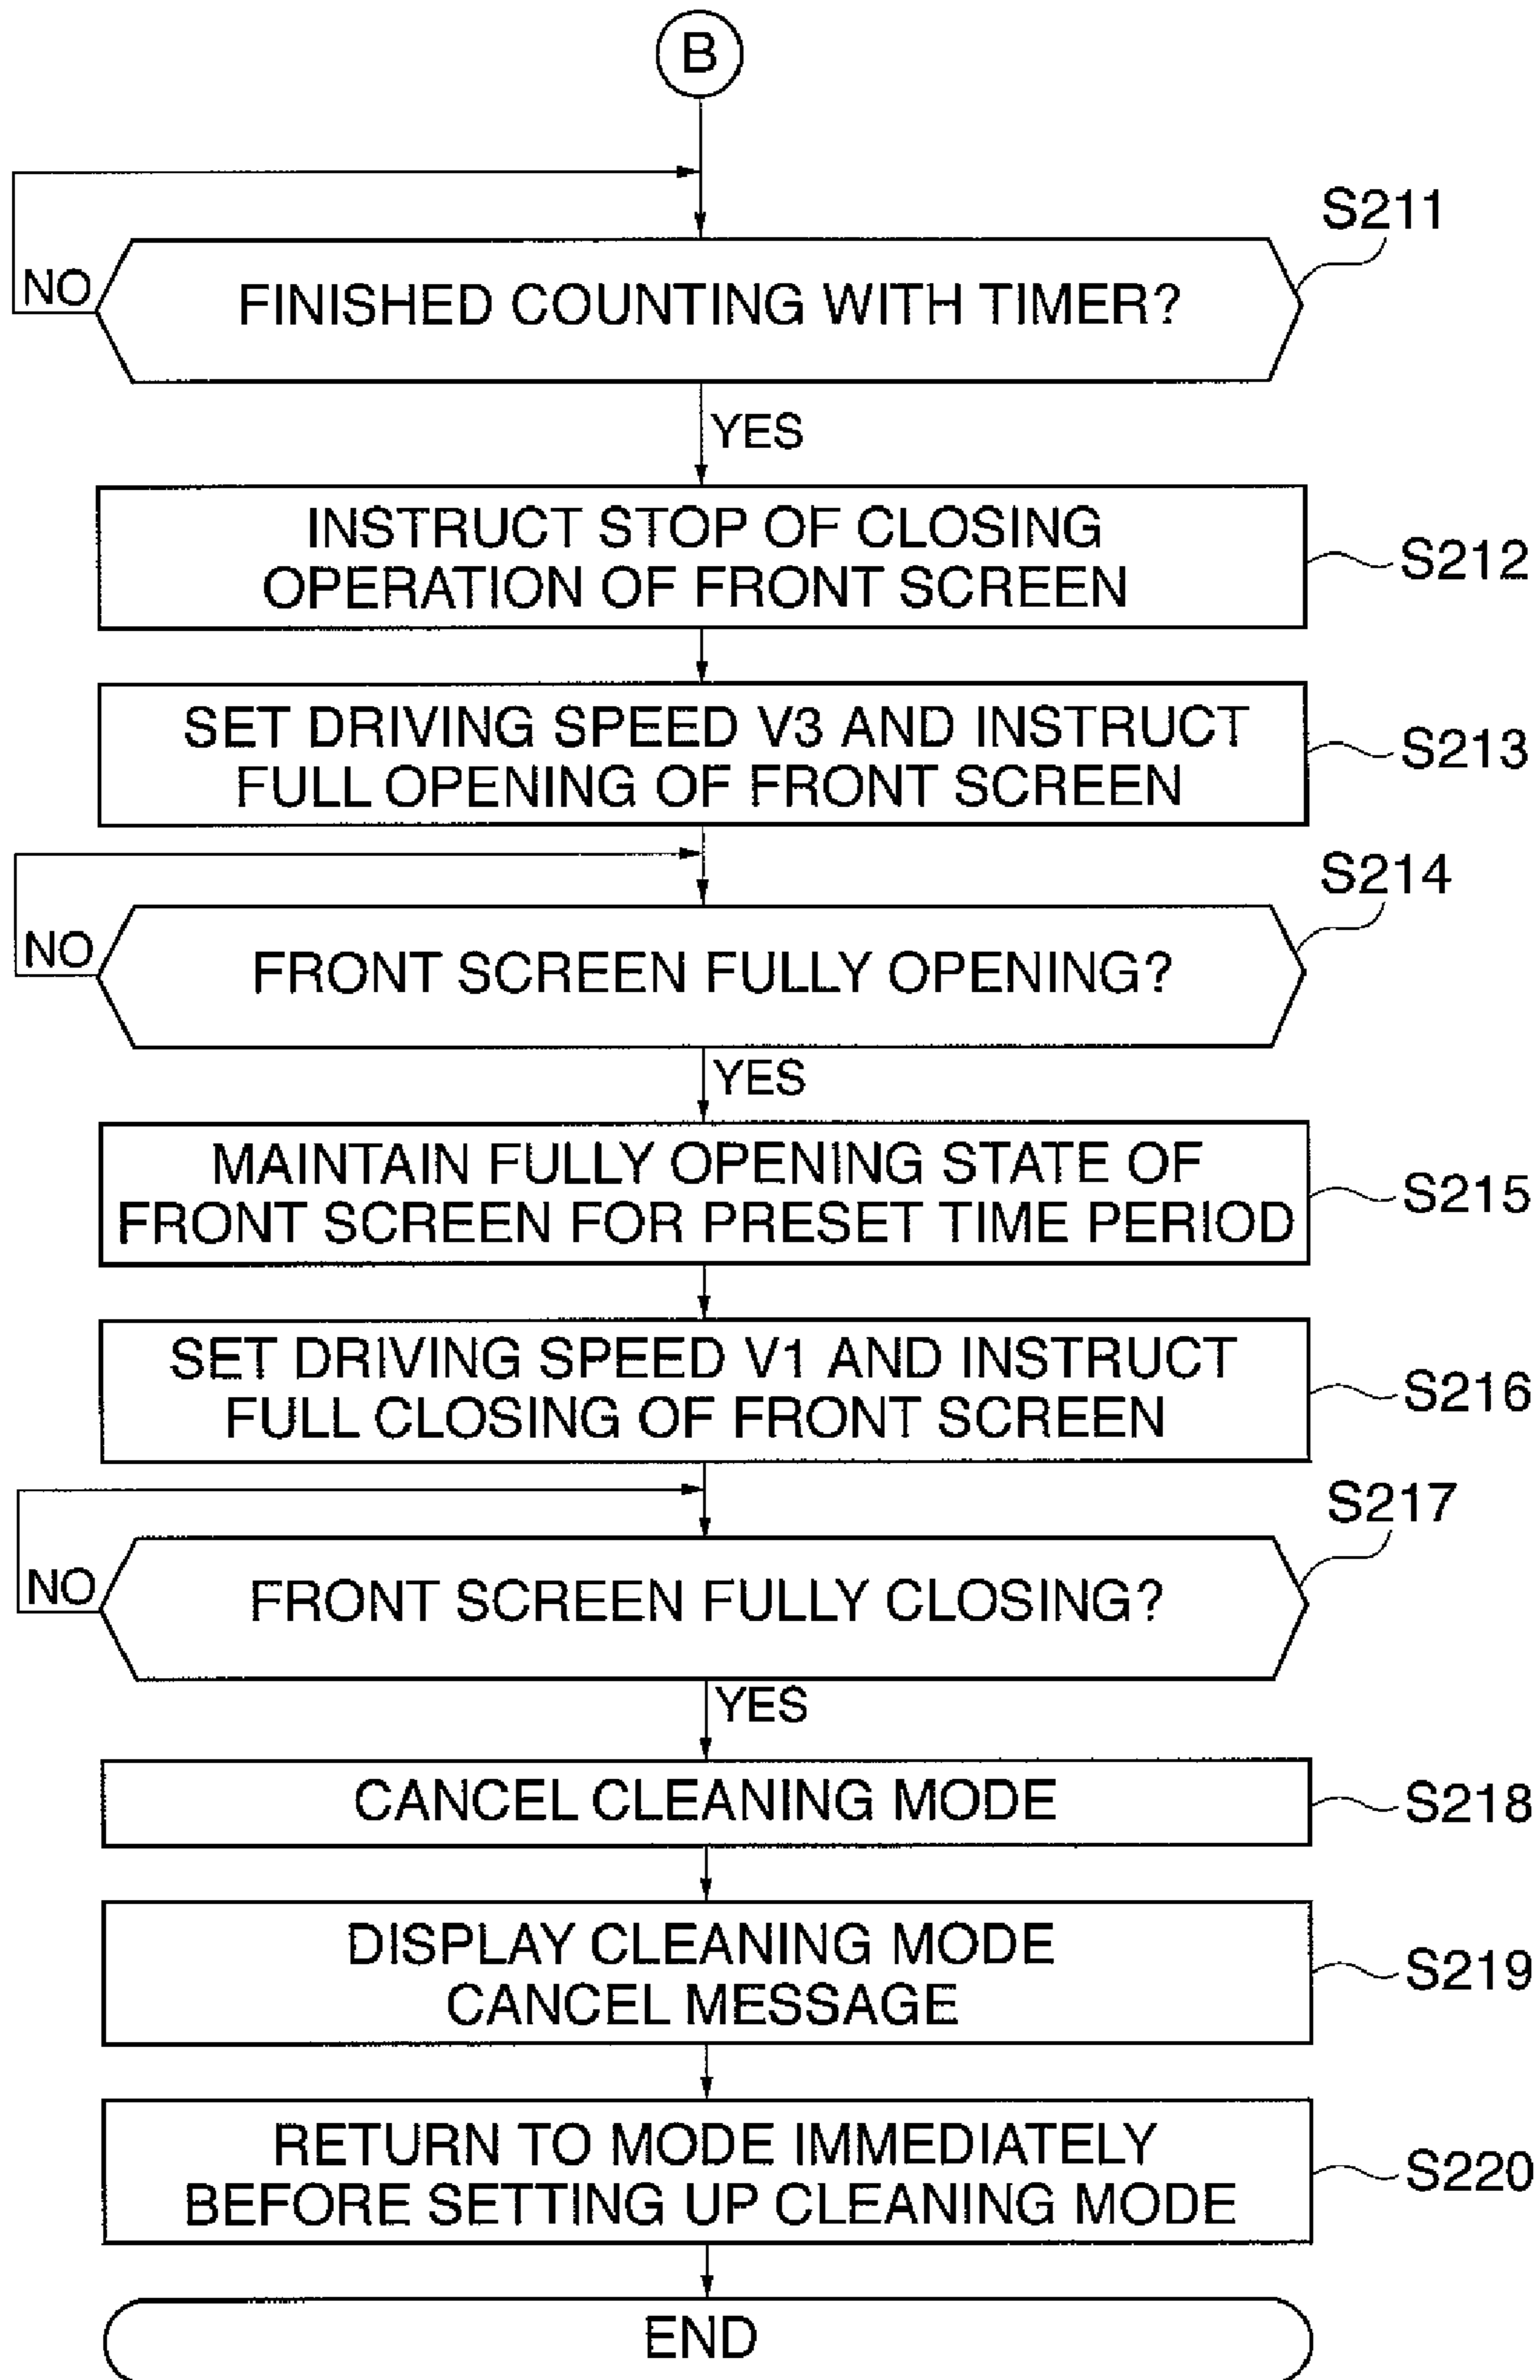 B
S211
NO
FINISHED COUNTING WITH TIMER?
YES
INSTRUCT STOP OF CLOSING
OPERATION OF FRONT SCREEN
S212
SET DRIVING SPEED V3 AND INSTRUCT
FULL OPENING OF FRONT SCREEN
S213
S214
NO
FRONT SCREEN FULLY OPENING?
YES
MAINTAIN FULLY OPENING STATE OF
FRONT SCREEN FOR PRESET TIME PERIOD
S215
SET DRIVING SPEED V1 AND INSTRUCT
FULL CLOSING OF FRONT SCREEN
S216
S217
NO
FRONT SCREEN FULLY CLOSING?
YES
CANCEL CLEANING MODE
S218
DISPLAY CLEANING MODE
CANCEL MESSAGE
S219
RETURN TO MODE IMMEDIATELY
BEFORE SETTING UP CLEANING MODE
S220
END